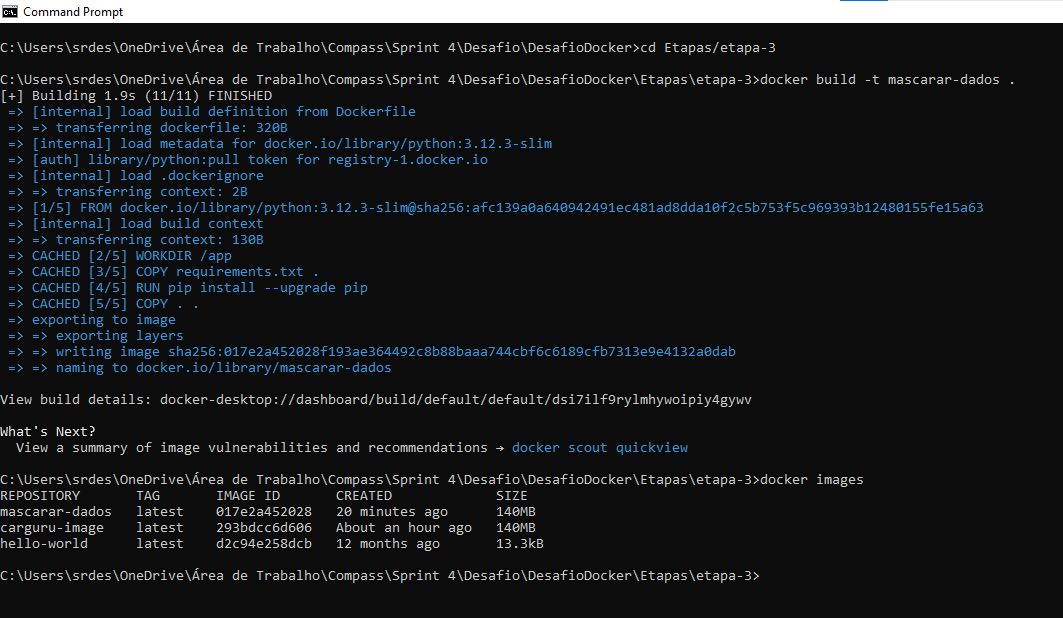 Command Prompt
C:\Users\srdes\OneDrive\Área de Trabalho\Compass\Sprint 4\Desafio\DesafioDocker>cd Etapas/etapa-3
C:\Users\srdes\OneDrive\Área de Trabalho\Compass\Sprint 4\Desafio\DesafioDocker\Etapas\etapa-3>docker build -t mascarar-dados .
[+] Building 1.9s (11/11) FINISHED
=> [internal] load build definition from Dockerfile
=> => transferring dockerfile: 320B
=> [internal] load metadata for docker.io/library/python:3.12.3-slim
=> [auth] library/python:pull token for registry-1.docker.io
=> [internal] load .dockerignore
=> => transferring context: 2B
=> [1/5] FROM docker.io/library/python:3.12.3-slim@sha256:afc139a0a640942491ec481ad8dda10f2c5b753f5c969393b12480155fe15a63
=> [internal] load build context
=> => transferring context: 130B
=> CACHED [2/5] WORKDIR /app
=> CACHED [3/5] COPY requirements.txt .
=> CACHED [4/5] RUN pip install --upgrade pip
=> CACHED [5/5] COPY . .
=> exporting to image
=> => exporting layers
=> => writing image sha256:017e2a452028f193ae364492c8b88baaa744cbf6c6189cfb7313e9e4132a0dab
=> => naming to docker.io/library/mascarar-dados
View build details: docker-desktop://dashboard/build/default/default/dsi7ilf9rylmhywoipiy4gywv
What's Next?
View a summary of image vulnerabilities and recommendations → docker scout quickview
C:\Users\srdes\OneDrive\Área de Trabalho\Compass\Sprint 4\Desafio\DesafioDocker\Etapas\etapa-3>docker images
REPOSITORY TAG IMAGE ID CREATED SIZE
mascarar-dados latest 017e2a452028 20 minutes ago 140MB
carguru-image latest 293bdcc6d606 About an hour ago 140MB
hello-world latest d2c94e258dcb 12 months ago 13.3kB
C:\Users\srdes\OneDrive\Área de Trabalho\Compass\Sprint 4\Desafio\DesafioDocker\Etapas\etapa-3>